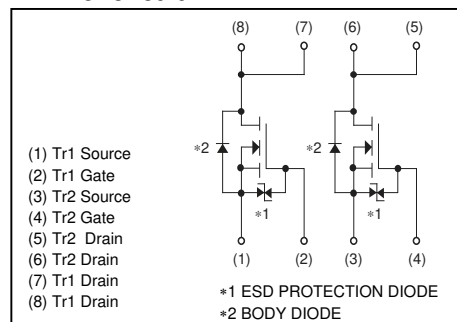 (8) (7) (6) (5)
∗2 ∗2
∗1 ∗1
(1) (2) (3) (4)
(1) Tr1 Source
(2) Tr1 Gate
(3) Tr2 Source
(4) Tr2 Gate
(5) Tr2 Drain
(6) Tr2 Drain
(7) Tr1 Drain
(8) Tr1 Drain
∗1 ESD PROTECTION DIODE
∗2 BODY DIODE